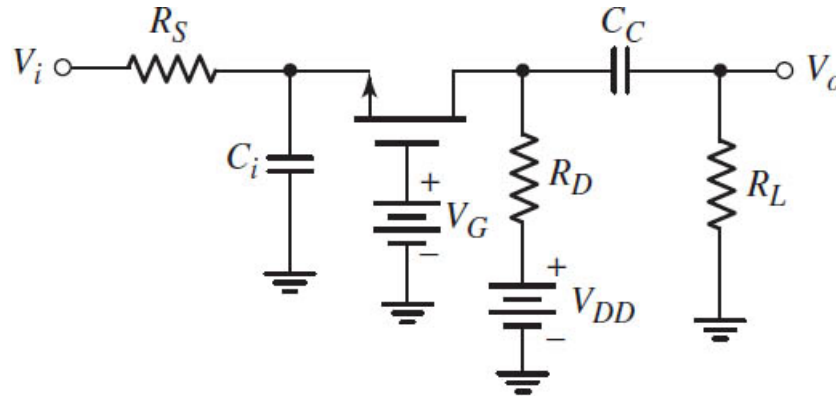 R_S
C_C
V_i
V_o
C_i
+
V_G
−
R_D
R_L
+
V_DD
−